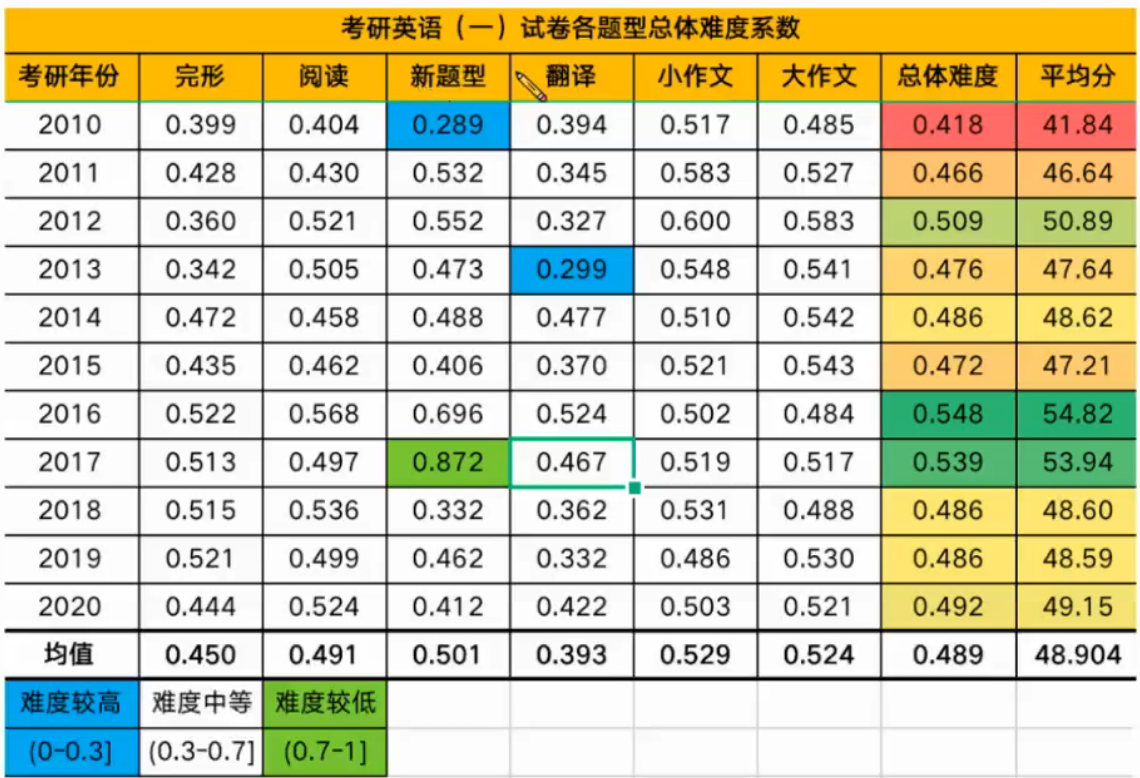 考研英语（一）试卷各题型总体难度系数
考研年份 完形 阅读 新题型 翻译 小作文 大作文 总体难度 平均分
2010 0.399 0.404 0.289 0.394 0.517 0.485 0.418 41.84
2011 0.428 0.430 0.532 0.345 0.583 0.527 0.466 46.64
2012 0.360 0.521 0.552 0.327 0.600 0.583 0.509 50.89
2013 0.342 0.505 0.473 0.299 0.548 0.541 0.476 47.64
2014 0.472 0.458 0.488 0.477 0.510 0.542 0.486 48.62
2015 0.435 0.462 0.406 0.370 0.521 0.543 0.472 47.21
2016 0.522 0.568 0.696 0.524 0.502 0.484 0.548 54.82
2017 0.513 0.497 0.872 0.467 0.519 0.517 0.539 53.94
2018 0.515 0.536 0.332 0.362 0.531 0.488 0.486 48.60
2019 0.521 0.499 0.462 0.332 0.486 0.530 0.486 48.59
2020 0.444 0.524 0.412 0.422 0.503 0.521 0.492 49.15
均值 0.450 0.491 0.501 0.393 0.529 0.524 0.489 48.904
难度较高 难度中等 难度较低
(0-0.3] (0.3-0.7] (0.7-1]